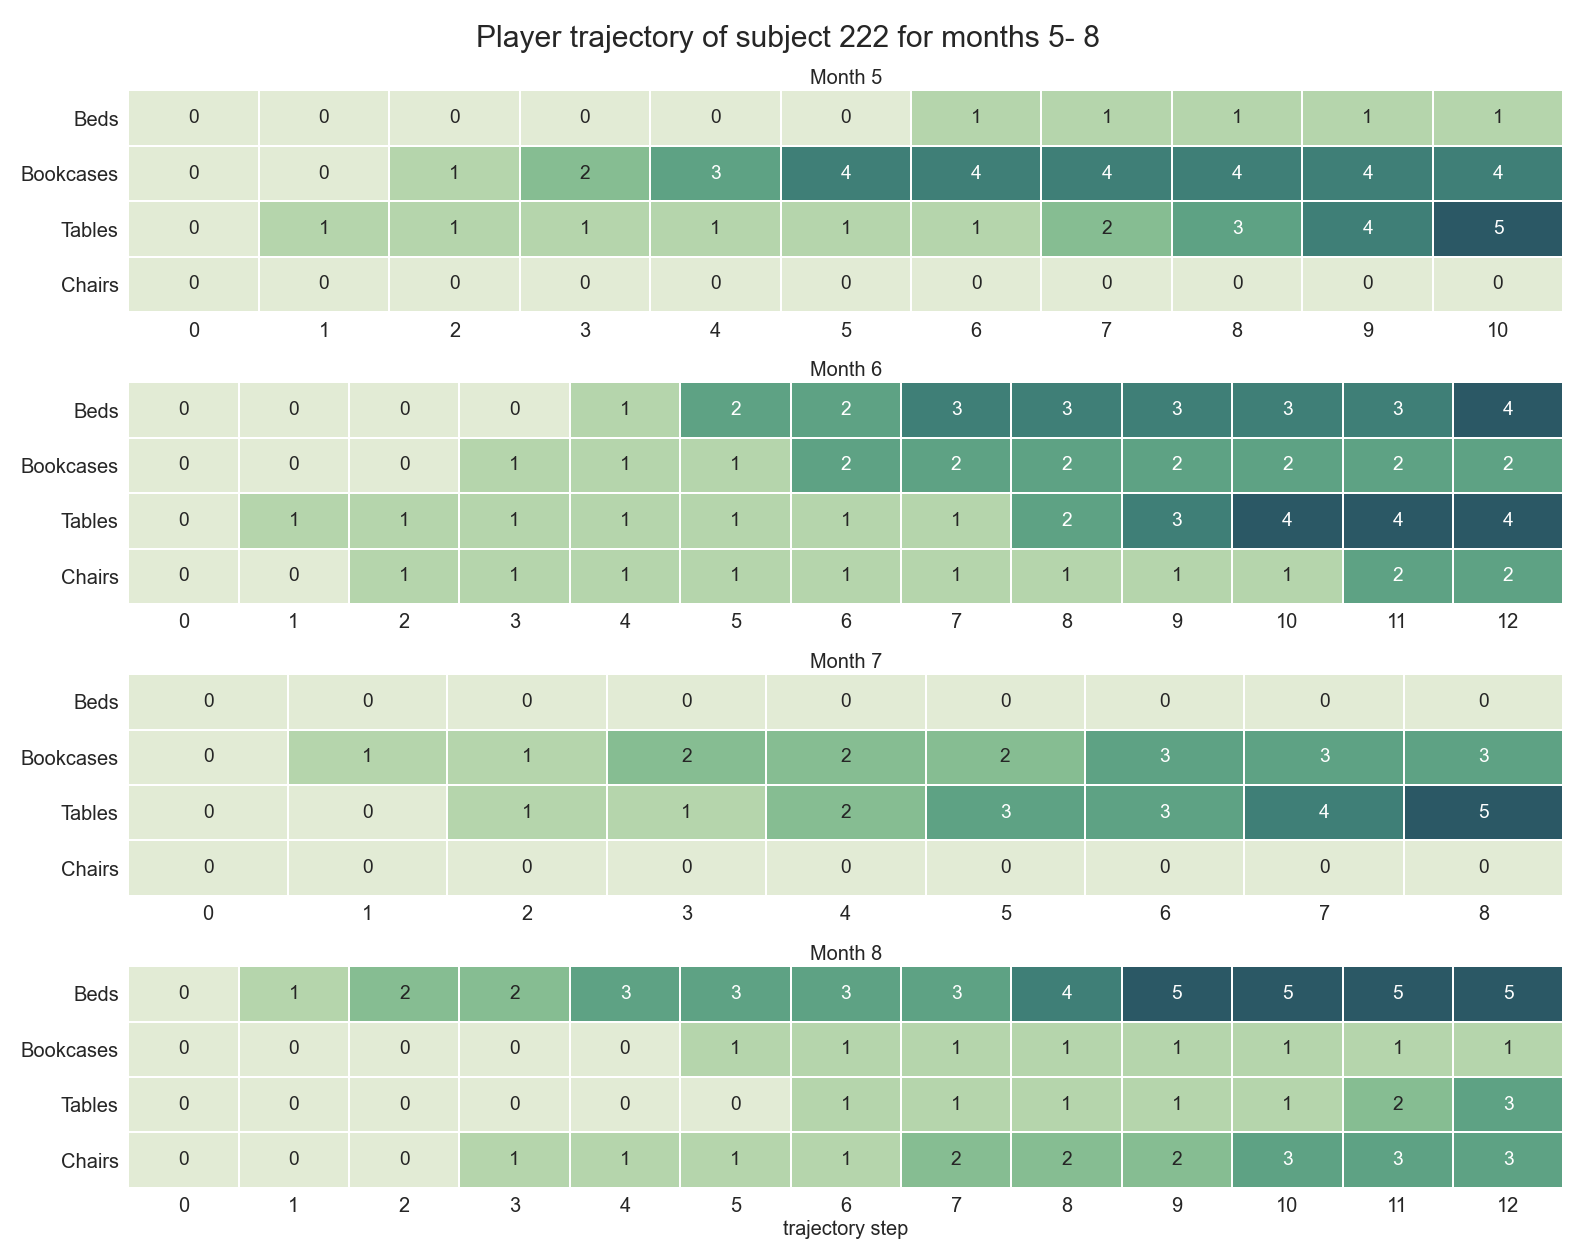 Player trajectory of subject 222 for months 5- 8
Month 5
Beds 0 0 0 0 0 0 1 1 1 1 1
Bookcases 0 0 1 2 3 4 4 4 4 4 4
Tables 0 1 1 1 1 1 1 2 3 4 5
Chairs 0 0 0 0 0 0 0 0 0 0 0
0 1 2 3 4 5 6 7 8 9 10
Month 6
Beds 0 0 0 0 1 2 2 3 3 3 3 3 4
Bookcases 0 0 0 1 1 1 2 2 2 2 2 2 2
Tables 0 1 1 1 1 1 1 1 2 3 4 4 4
Chairs 0 0 1 1 1 1 1 1 1 1 1 2 2
0 1 2 3 4 5 6 7 8 9 10 11 12
Month 7
Beds 0 0 0 0 0 0 0 0 0
Bookcases 0 1 1 2 2 2 3 3 3
Tables 0 0 1 1 2 3 3 4 5
Chairs 0 0 0 0 0 0 0 0 0
0 1 2 3 4 5 6 7 8
Month 8
Beds 0 1 2 2 3 3 3 3 4 5 5 5 5
Bookcases 0 0 0 0 0 1 1 1 1 1 1 1 1
Tables 0 0 0 0 0 0 1 1 1 1 1 2 3
Chairs 0 0 0 1 1 1 1 2 2 2 3 3 3
0 1 2 3 4 5 6 7 8 9 10 11 12
trajectory step